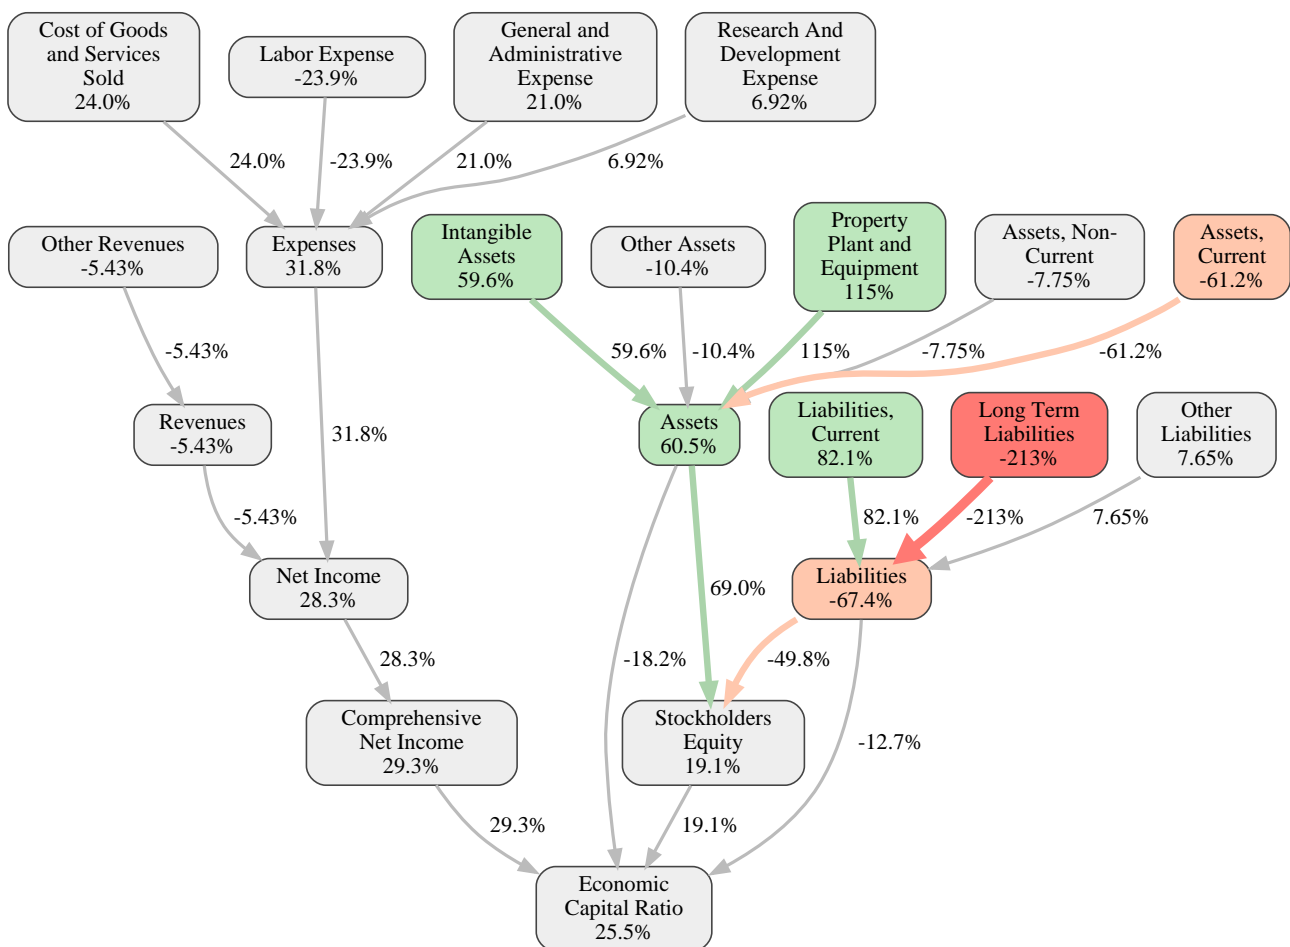 Cost of Goods
and Services
Sold
24.0%
Labor Expense
-23.9%
General and
Administrative
Expense
21.0%
Research And
Development
Expense
6.92%
24.0%
-23.9%
21.0%
6.92%
Other Revenues
-5.43%
Expenses
31.8%
Intangible
Assets
59.6%
Other Assets
-10.4%
Property
Plant and
Equipment
115%
Assets, Non-
Current
-7.75%
Assets,
Current
-61.2%
-5.43%
59.6%
-10.4%
115%
-7.75%
-61.2%
Revenues
-5.43%
31.8%
Assets
60.5%
Liabilities,
Current
82.1%
Long Term
Liabilities
-213%
Other
Liabilities
7.65%
-5.43%
82.1%
-213%
7.65%
Net Income
28.3%
69.0%
Liabilities
-67.4%
28.3%
-18.2%
-49.8%
Comprehensive
Net Income
29.3%
Stockholders
Equity
19.1%
-12.7%
29.3%
19.1%
Economic
Capital Ratio
25.5%